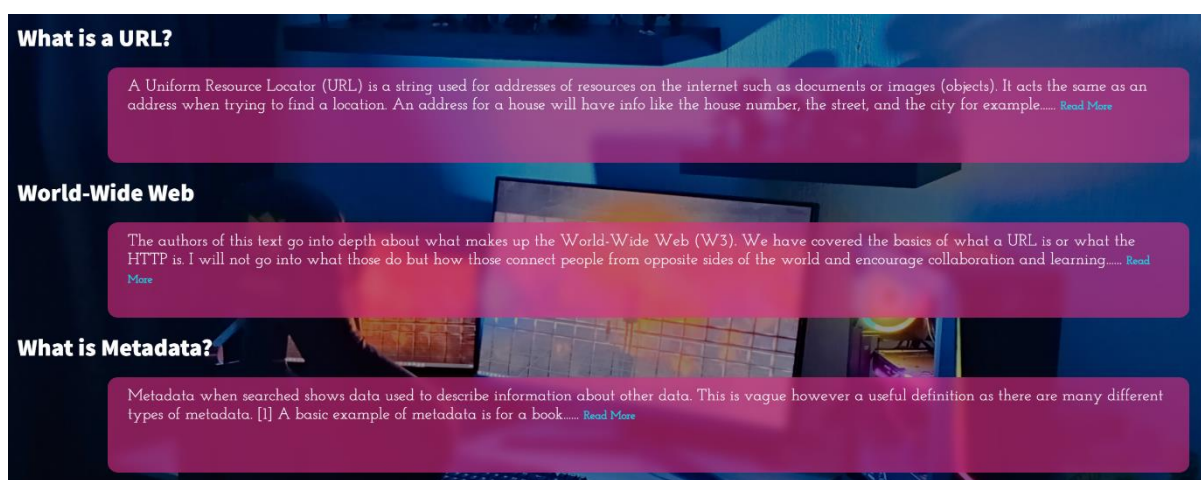 What is a URL?
A Uniform Resource Locator (URL) is a string used for addresses of resources on the internet such as documents or images (objects). It acts the same as an
address when trying to find a location. An address for a house will have info like the house number, the street, and the city for example...... Read More
World-Wide Web
The authors of this text go into depth about what makes up the World-Wide Web (W3). We have covered the basics of what a URL is or what the
HTTP is. I will not go into what those do but how those connect people from opposite sides of the world and encourage collaboration and learning...... Read
More
What is Metadata?
Metadata when searched shows data used to describe information about other data. This is vague however a useful definition as there are many different
types of metadata. [1] A basic example of metadata is for a book...... Read More